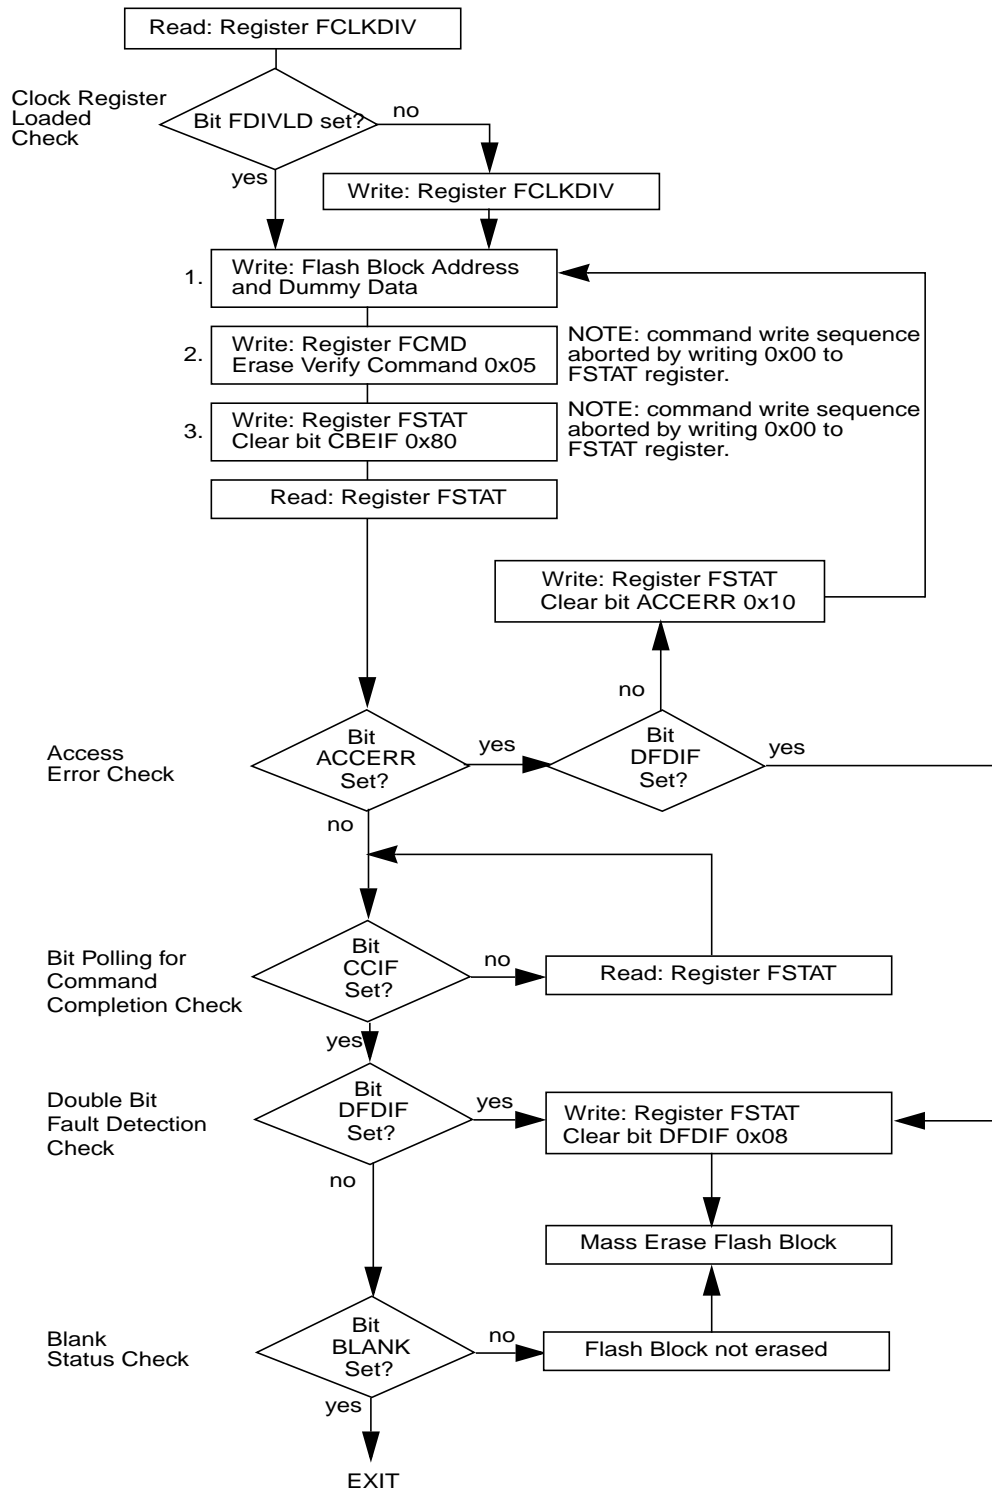 Read: Register FCLKDIV
Clock Register
Loaded
Check
Bit FDIVLD set?
no
yes
Write: Register FCLKDIV
1.
Write: Flash Block Address
and Dummy Data
2.
Write: Register FCMD
Erase Verify Command 0x05
NOTE: command write sequence
aborted by writing 0x00 to
FSTAT register.
3.
Write: Register FSTAT
Clear bit CBEIF 0x80
NOTE: command write sequence
aborted by writing 0x00 to
FSTAT register.
Read: Register FSTAT
Write: Register FSTAT
Clear bit ACCERR 0x10
no
Access
Error Check
Bit
ACCERR
Set?
yes
Bit
DFDIF
Set?
yes
no
Bit Polling for
Command
Completion Check
Bit
CCIF
Set?
no
Read: Register FSTAT
yes
Double Bit
Fault Detection
Check
Bit
DFDIF
Set?
yes
Write: Register FSTAT
Clear bit DFDIF 0x08
no
Mass Erase Flash Block
Blank
Status Check
Bit
BLANK
Set?
no
Flash Block not erased
yes
EXIT